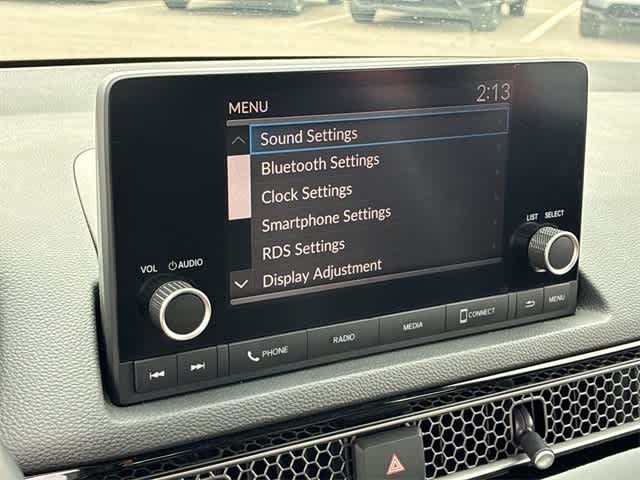 MENU
2:13
Sound Settings
Bluetooth Settings
Clock Settings
Smartphone Settings
RDS Settings
Display Adjustment
VOL AUDIO
LIST SELECT
PHONE
RADIO
MEDIA
CONNECT
MENU